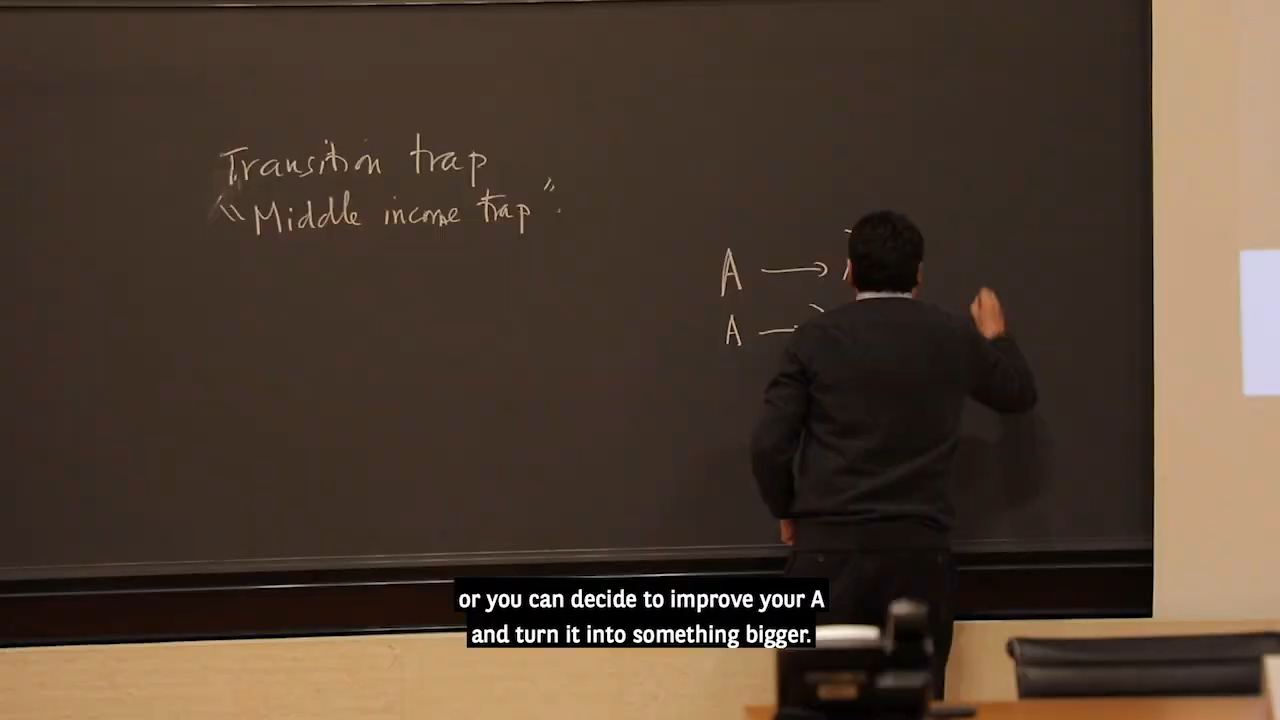 Transition trap
"Middle income trap".
A →
A →
or you can decide to improve your A
and turn it into something bigger.